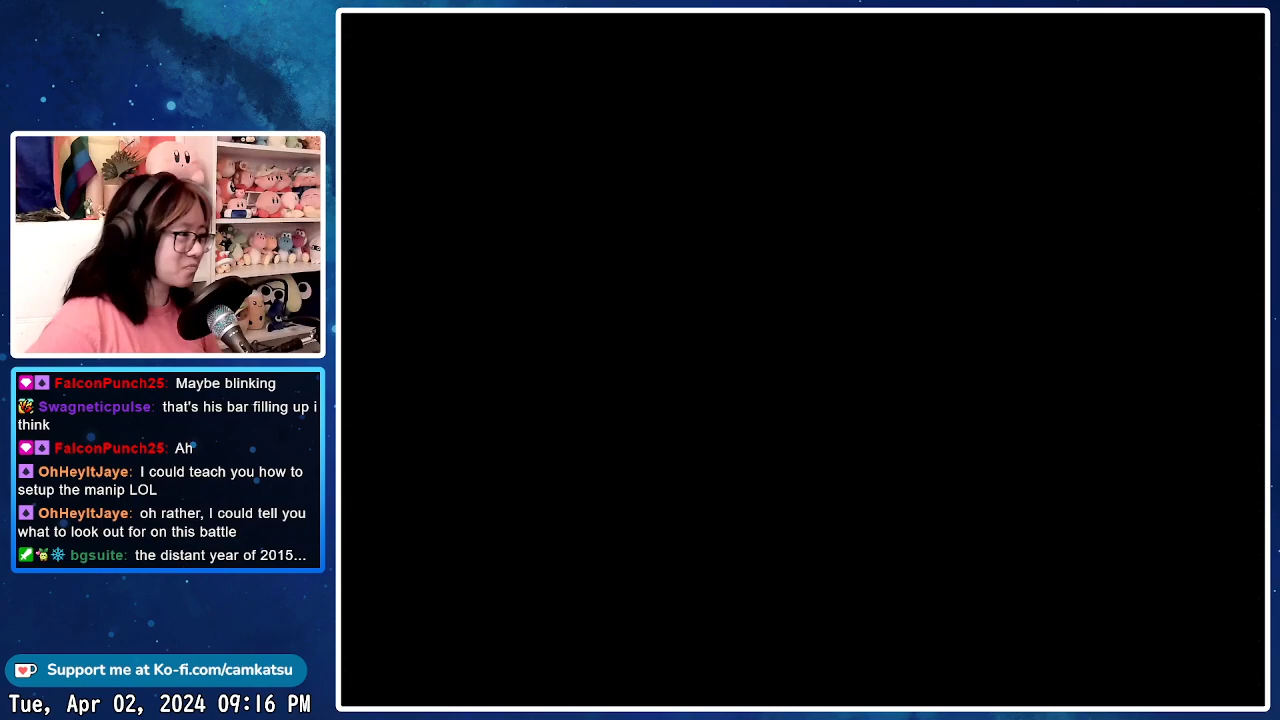 FalconPunch25: Maybe blinking
Swagneticpulse: that's his bar filling up i
think
FalconPunch25: Ah
OhHeyItJaye: I could teach you how to
setup the manip LOL
OhHeyItJaye: oh rather, I could tell you
what to look out for on this battle
bgsuite: the distant year of 2015...
Support me at Ko-fi.com/camkatsu
Tue, Apr 02, 2024 09:16 PM